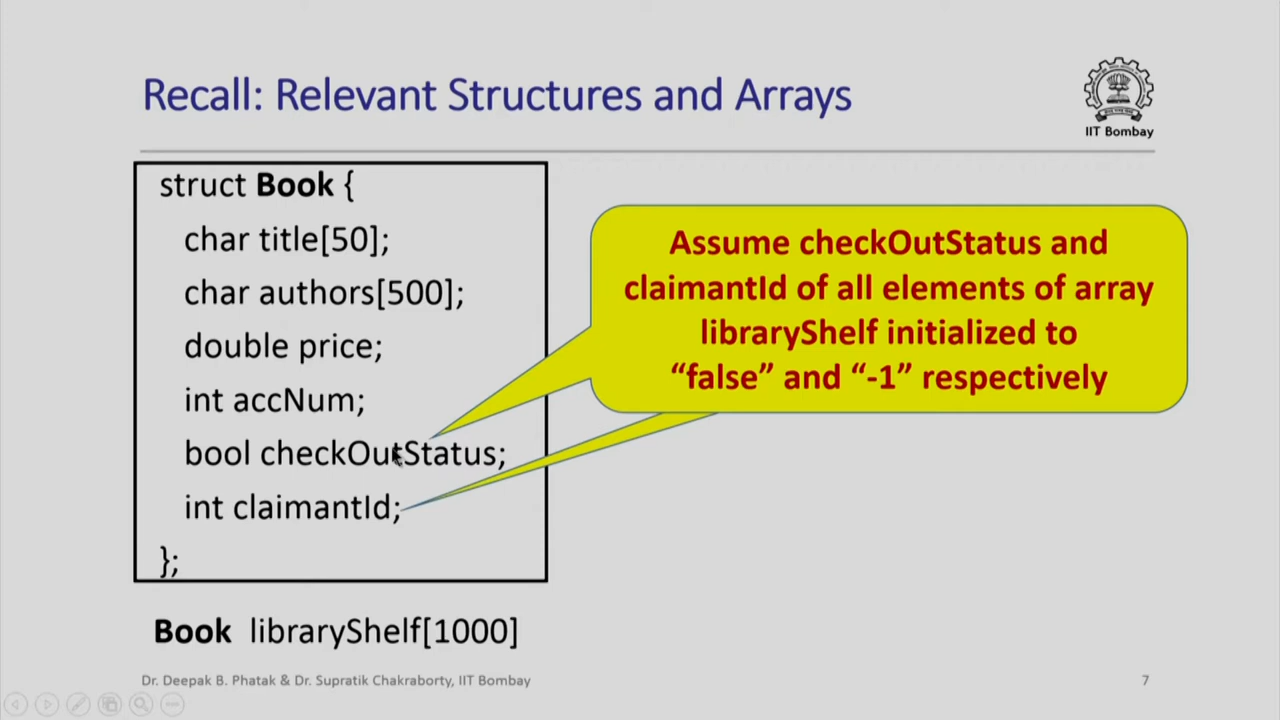 Recall: Relevant Structures and Arrays
IIT Bombay
struct Book {
char title[50];
char authors[500];
double price;
int accNum;
bool checkOutStatus;
int claimantId;
};
Assume checkOutStatus and
claimantId of all elements of array
libraryShelf initialized to
“false” and “-1” respectively
Book libraryShelf[1000]
Dr. Deepak B. Phatak & Dr. Supratik Chakraborty, IIT Bombay
7